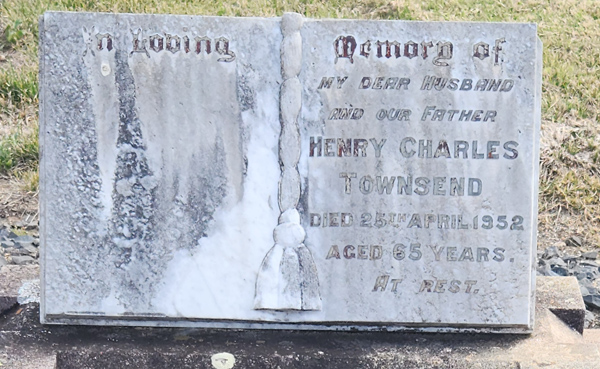 In Loving Memory of
MY DEAR HUSBAND
AND OUR FATHER
HENRY CHARLES
TOWNSEND
DIED 25TH APRIL 1952
AGED 65 YEARS.
AT REST.